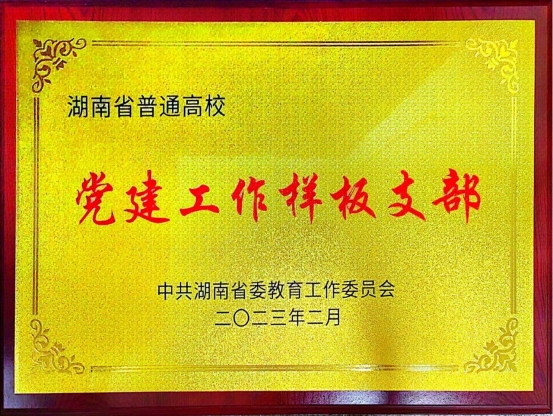 湖南省普通高校
党建工作样板支部
中共湖南省委教育工作委员会
二〇二三年二月